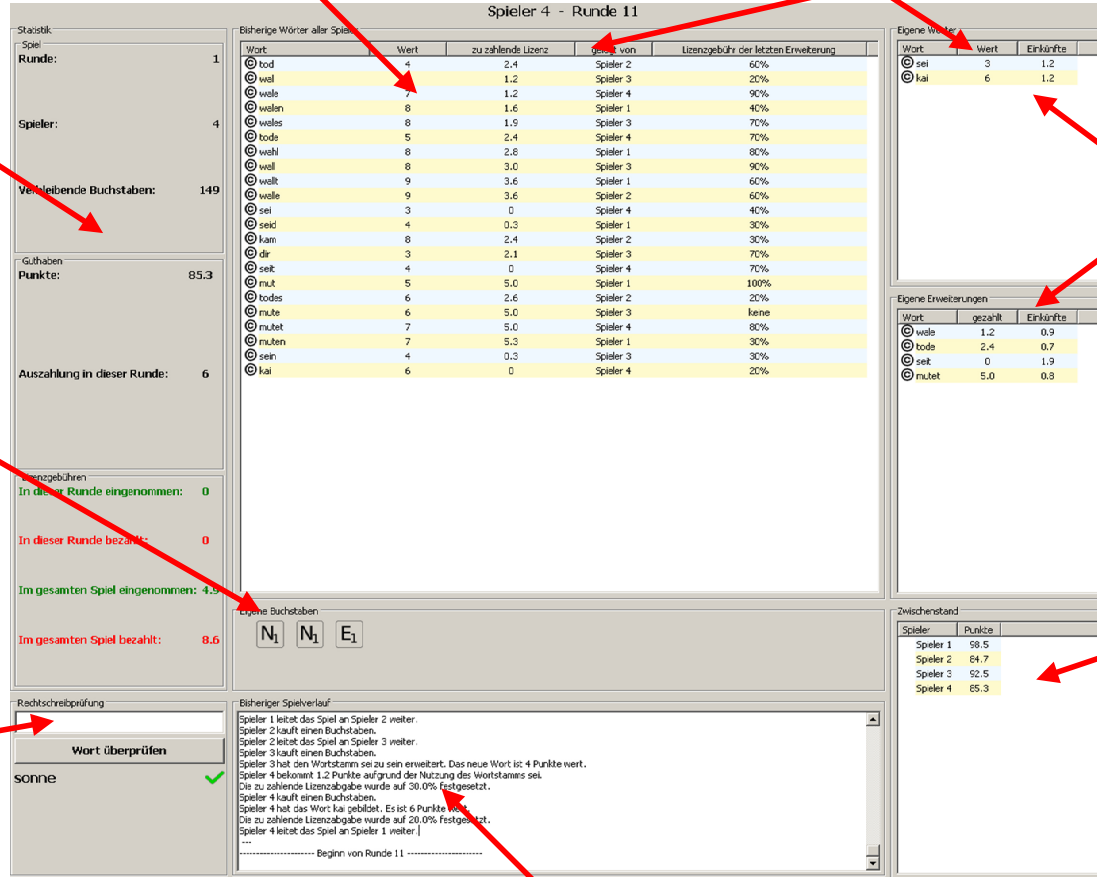 Spieler 4 - Runde 11
Statistik
Spiel
Runde: 1
Spieler: 4
Verbleibende Buchstaben: 149
Guthaben
Punkte: 85.3
Auszahlung in dieser Runde: 6
Lizenzgebühren
In dieser Runde eingenommen: 0
In dieser Runde bezahlt: 0
Im gesamten Spiel eingenommen: 4.9
Im gesamten Spiel bezahlt: 8.6
Rechtschreibprüfung
Wort überprüfen
sonne
Bisherige Wörter aller Spieler
Wort Wert zu zahlende Lizenz gelegt von Lizenzgebühr der letzten Erweiterung
© tod 4 2.4 Spieler 2 60%
© wal 1.2 Spieler 3 20%
© wale 7 1.2 Spieler 4 90%
© walen 8 1.6 Spieler 1 40%
© wales 8 1.9 Spieler 3 70%
© tode 5 2.4 Spieler 4 70%
© wahl 8 2.8 Spieler 1 80%
© wall 8 3.0 Spieler 3 90%
© wallt 9 3.6 Spieler 1 60%
© walle 9 3.6 Spieler 2 60%
© sei 3 0 Spieler 4 40%
© seid 4 0.3 Spieler 1 30%
© kam 8 2.4 Spieler 2 30%
© dir 3 2.1 Spieler 3 70%
© seit 4 0 Spieler 4 70%
© mut 5 5.0 Spieler 1 100%
© todes 6 2.6 Spieler 2 20%
© mute 6 5.0 Spieler 3 kene
© mutet 7 5.0 Spieler 4 80%
© muten 7 5.3 Spieler 1 30%
© sein 4 0.3 Spieler 3 30%
© kai 6 0 Spieler 4 20%
Eigene Buchstaben
N1 N1 E1
Bisheriger Spielverlauf
Spieler 1 leitet das Spiel an Spieler 2 weiter.
Spieler 2 kauft einen Buchstaben.
Spieler 2 leitet das Spiel an Spieler 3 weiter.
Spieler 3 kauft einen Buchstaben.
Spieler 3 hat den Wortstamm sei zu sein erweitert. Das neue Wort ist 4 Punkte wert.
Spieler 4 bekommt 1.2 Punkte aufgrund der Nutzung des Wortstamms sei.
Die zu zahlende Lizenzabgabe wurde auf 30.0% festgesetzt.
Spieler 4 kauft einen Buchstaben.
Spieler 4 hat das Wort kai gebildet. Es ist 6 Punkte wert.
Die zu zahlende Lizenzabgabe wurde auf 20.0% festgesetzt.
Spieler 4 leitet das Spiel an Spieler 1 weiter.
---
---------------------- Beginn von Runde 11 ----------------------
Eigene Wörter
Wort Wert Einkünfte
© sei 3 1.2
© kai 6 1.2
Eigene Erweiterungen
Wort gezahlt Einkünfte
© wale 1.2 0.9
© tode 2.4 0.7
© seit 0 1.9
© mutet 5.0 0.8
Zwischenstand
Spieler Punkte
Spieler 1 98.5
Spieler 2 84.7
Spieler 3 92.5
Spieler 4 85.3